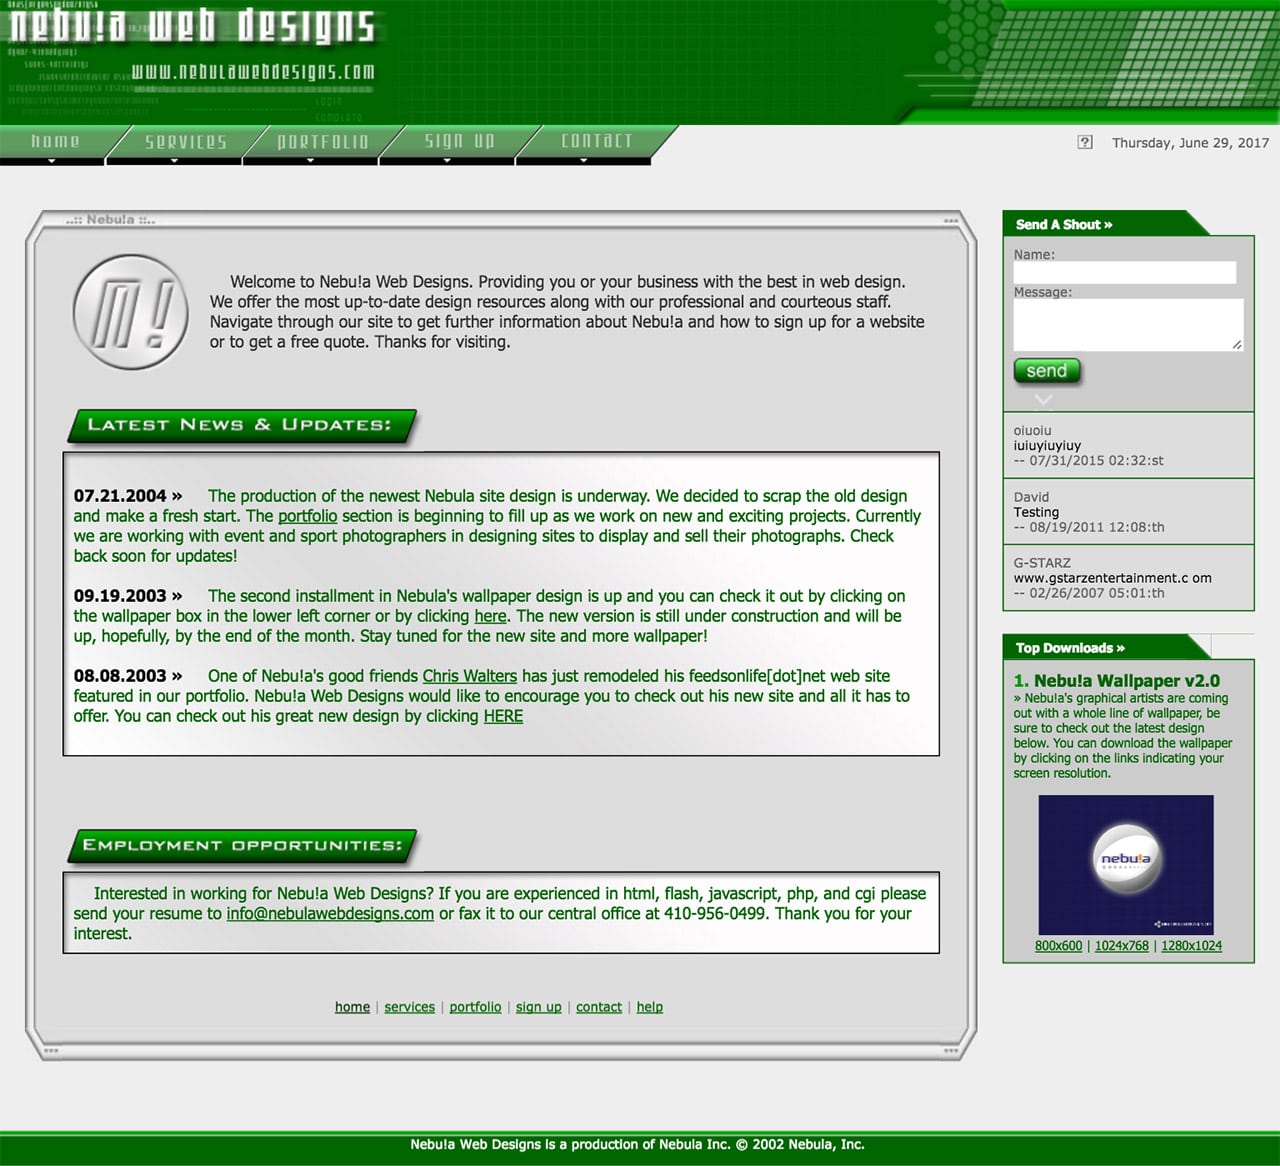 nebu!a web designs
www.nebulawebdesigns.com
home
services
portfolio
sign up
contact
?
Thursday, June 29, 2017
..:: Nebu!a ::..
n!
Welcome to Nebu!a Web Designs. Providing you or your business with the best in web design.
We offer the most up-to-date design resources along with our professional and courteous staff.
Navigate through our site to get further information about Nebu!a and how to sign up for a website
or to get a free quote. Thanks for visiting.
Latest News & Updates:
07.21.2004 » The production of the newest Nebula site design is underway. We decided to scrap the old design
and make a fresh start. The portfolio section is beginning to fill up as we work on new and exciting projects. Currently
we are working with event and sport photographers in designing sites to display and sell their photographs. Check
back soon for updates!
09.19.2003 » The second installment in Nebula's wallpaper design is up and you can check it out by clicking on
the wallpaper box in the lower left corner or by clicking here. The new version is still under construction and will be
up, hopefully, by the end of the month. Stay tuned for the new site and more wallpaper!
08.08.2003 » One of Nebu!a's good friends Chris Walters has just remodeled his feedsonlife[dot]net web site
featured in our portfolio. Nebu!a Web Designs would like to encourage you to check out his new site and all it has to
offer. You can check out his great new design by clicking HERE
Employment opportunities:
Interested in working for Nebu!a Web Designs? If you are experienced in html, flash, javascript, php, and cgi please
send your resume to info@nebulawebdesigns.com or fax it to our central office at 410-956-0499. Thank you for your
interest.
home | services | portfolio | sign up | contact | help
Send A Shout »
Name:
Message:
send
oiuoiu
iuiuyiuyiuy
-- 07/31/2015 02:32:st
David
Testing
-- 08/19/2011 12:08:th
G-STARZ
www.gstarzentertainment.c om
-- 02/26/2007 05:01:th
Top Downloads »
1. Nebu!a Wallpaper v2.0
» Nebu!a's graphical artists are coming
out with a whole line of wallpaper, be
sure to check out the latest design
below. You can download the wallpaper
by clicking on the links indicating your
screen resolution.
nebu!a
800x600 | 1024x768 | 1280x1024
Nebu!a Web Designs is a production of Nebula Inc. © 2002 Nebula, Inc.